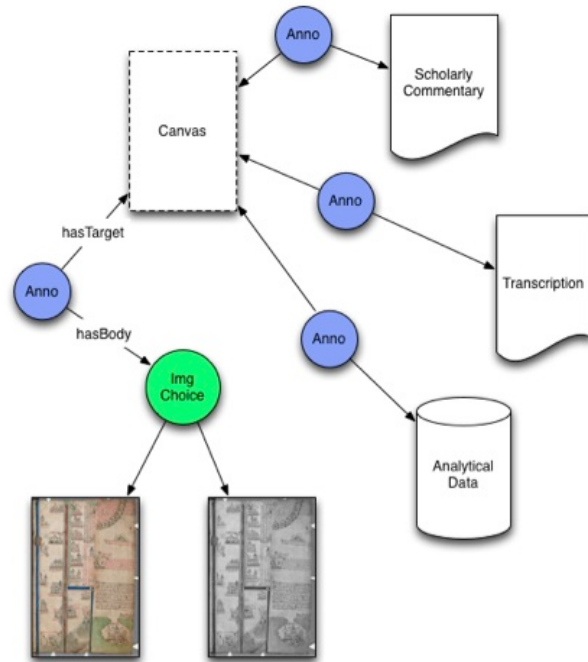 Anno
Scholarly
Commentary
Canvas
Anno
hasTarget
Anno
Transcription
hasBody
Anno
Img
Choice
Analytical
Data